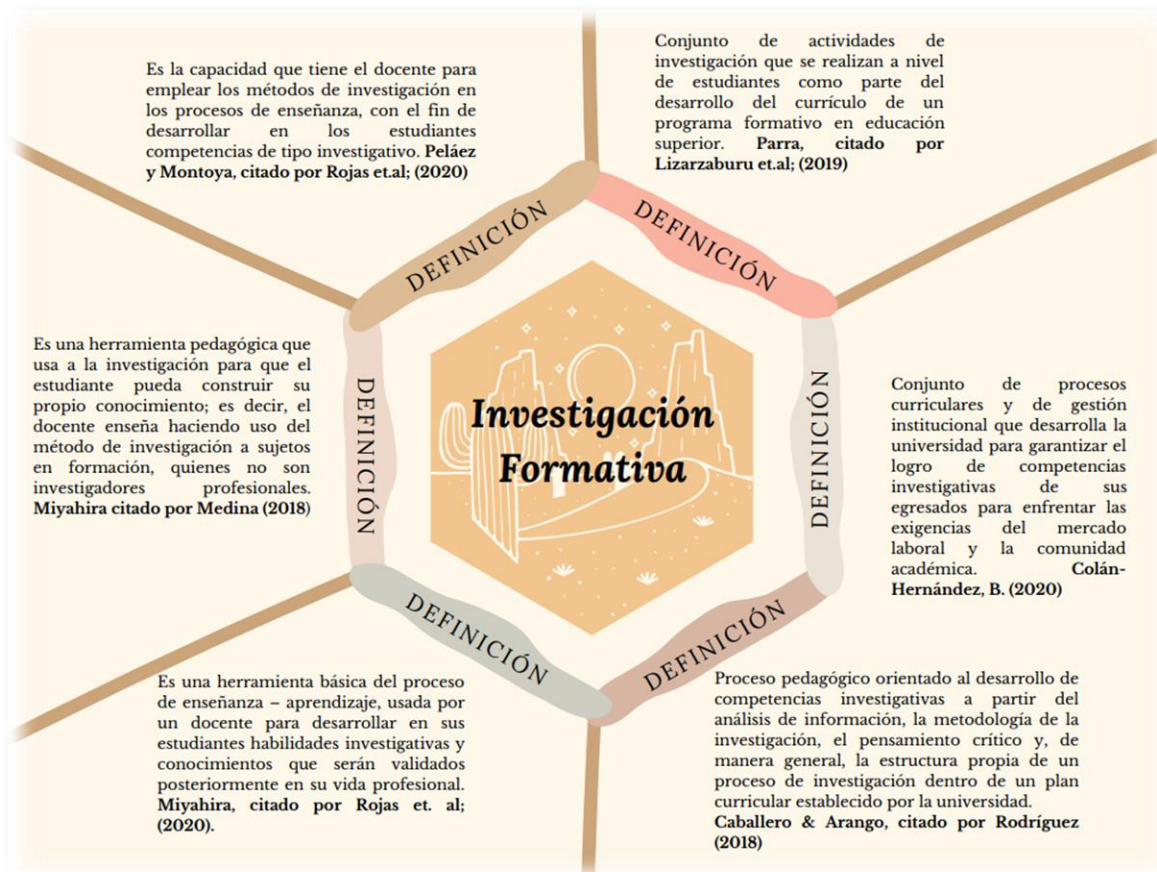 Es la capacidad que tiene el docente para
emplear los métodos de investigación en
los procesos de enseñanza, con el fin de
desarrollar en los estudiantes
competencias de tipo investigativo. Peláez
y Montoya, citado por Rojas et.al; (2020)
Conjunto de actividades de
investigación que se realizan a nivel
de estudiantes como parte del
desarrollo del currículo de un
programa formativo en educación
superior. Parra, citado por
Lizarzaburu et.al; (2019)
DEFINICIÓN
DEFINICIÓN
Es una herramienta pedagógica que
usa a la investigación para que el
estudiante pueda construir su
propio conocimiento; es decir, el
docente enseña haciendo uso del
método de investigación a sujetos
en formación, quienes no son
investigadores profesionales.
Miyahira citado por Medina (2018)
DEFINICIÓN
Investigación
Formativa
DEFINICIÓN
Conjunto de procesos
curriculares y de gestión
institucional que desarrolla la
universidad para garantizar el
logro de competencias
investigativas de sus
egresados para enfrentar las
exigencias del mercado
laboral y la comunidad
académica. Colán-
Hernández, B. (2020)
DEFINICIÓN
DEFINICIÓN
Es una herramienta básica del proceso
de enseñanza – aprendizaje, usada por
un docente para desarrollar en sus
estudiantes habilidades investigativas y
conocimientos que serán validados
posteriormente en su vida profesional.
Miyahira, citado por Rojas et. al;
(2020).
Proceso pedagógico orientado al desarrollo de
competencias investigativas a partir del
análisis de información, la metodología de la
investigación, el pensamiento crítico y, de
manera general, la estructura propia de un
proceso de investigación dentro de un plan
curricular establecido por la universidad.
Caballero & Arango, citado por Rodríguez
(2018)